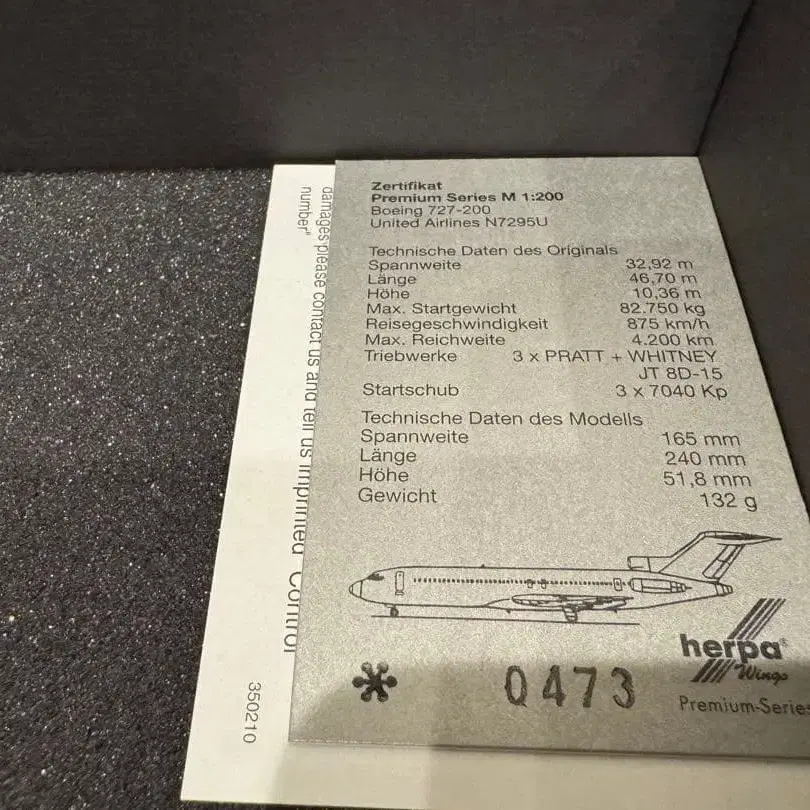 Zertifikat
Premium Series M 1:200
Boeing 727-200
United Airlines N7295U
Technische Daten des Originals
Spannweite 32,92 m
Länge 46,70 m
Höhe 10,36 m
Max. Startgewicht 82.750 kg
Reisegeschwindigkeit 875 km/h
Max. Reichweite 4.200 km
Triebwerke 3 x PRATT + WHITNEY
JT 8D-15
Startschub 3 x 7040 Kp
Technische Daten des Modells
Spannweite 165 mm
Länge 240 mm
Höhe 51,8 mm
Gewicht 132 g
herpa®
Wings
Premium-Series
* 0473
damages please contact us and tell us imprinted "Control
number"
350210